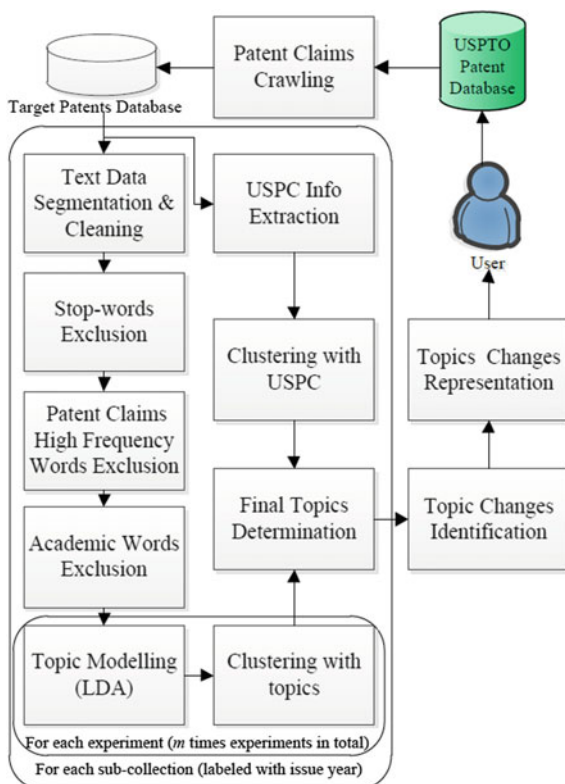 Patent Claims
Crawling
USPTO
Patent
Database
Target Patents Database
Text Data
Segmentation &
Cleaning
USPC Info
Extraction
User
Stop-words
Exclusion
Clustering with
USPC
Topics Changes
Representation
Patent Claims
High Frequency
Words Exclusion
Final Topics
Determination
Topic Changes
Identification
Academic Words
Exclusion
Topic Modelling
(LDA)
Clustering with
topics
For each experiment (m times experiments in total)
For each sub-collection (labeled with issue year)